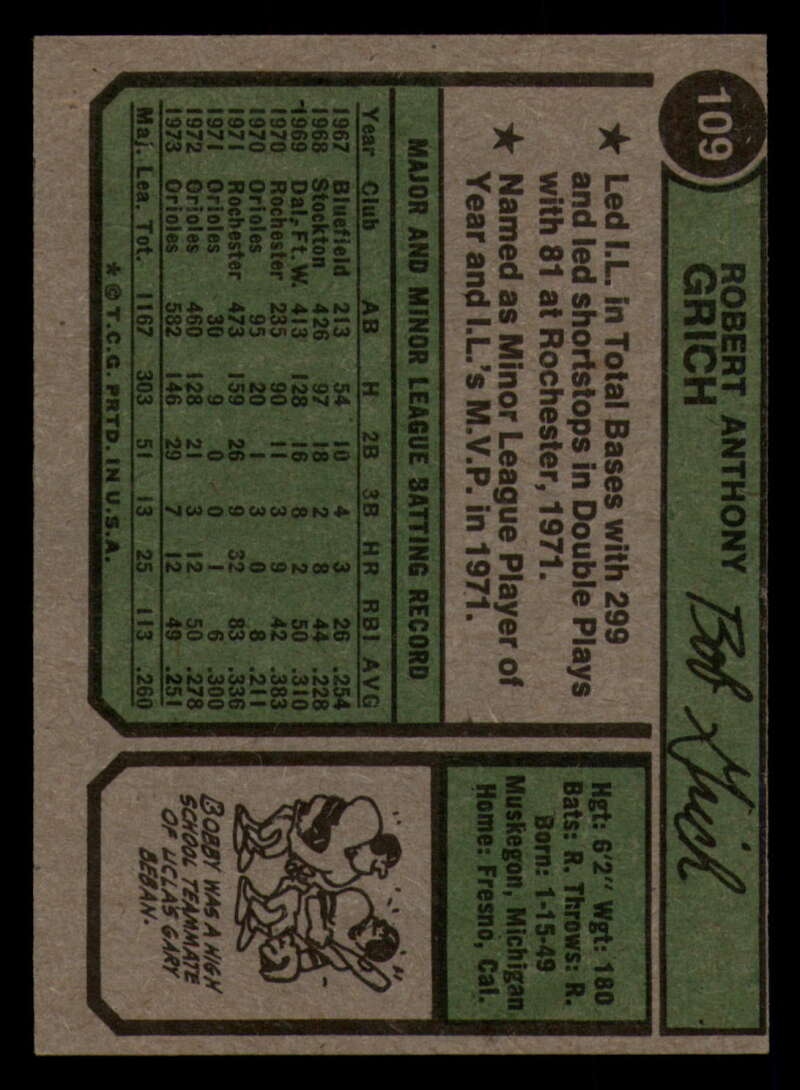 109
ROBERT ANTHONY
GRICH
Bob Grich
★ Led I.L. in Total Bases with 299
and led shortstops in Double Plays
with 81 at Rochester, 1971.
★ Named as Minor League Player of
Year and I.L.'s M.V.P. in 1971.
Hgt: 6'2" Wgt: 180
Bats: R. Throws: R.
Born: 1-15-49
Muskegon, Michigan
Home: Fresno, Cal.
MAJOR AND MINOR LEAGUE BATTING RECORD
Year Club AB H 2B 3B HR RBI AVG
1967 Bluefield 213 54 10 4 3 26 .254
1968 Stockton 426 97 18 2 8 44 .228
1969 Dal., Ft. W. 413 128 16 8 2 50 .310
1970 Rochester 235 90 11 3 9 42 .383
1970 Orioles 95 20 1 3 0 8 .211
1971 Rochester 473 159 26 9 32 83 .336
1971 Orioles 30 9 0 0 1 6 .300
1972 Orioles 460 128 21 3 12 50 .278
1973 Orioles 582 146 29 7 12 49 .251
Maj. Lea. Tot. 1167 303 51 13 25 113 .260
* © T.C.G. PRTD. IN U.S.A.
BOBBY WAS A HIGH
SCHOOL TEAMMATE
OF UCLA'S GARY
BEBAN.